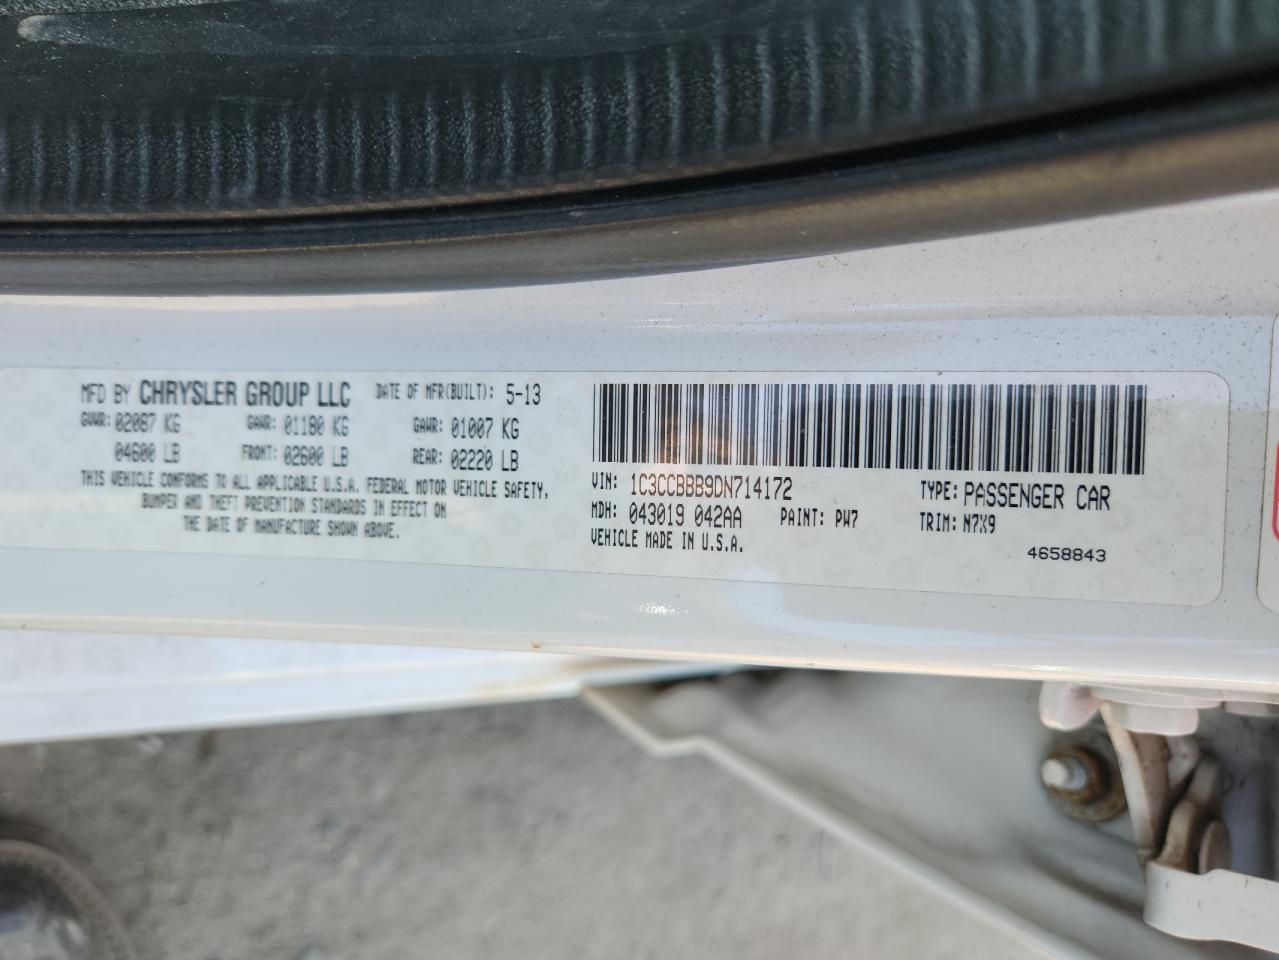 MFD BY CHRYSLER GROUP LLC DATE OF MFR(BUILT): 5-13
GVWR: 02087 KG GAWR: 01180 KG GAWR: 01007 KG
04600 LB FRONT: 02600 LB REAR: 02220 LB
THIS VEHICLE CONFORMS TO ALL APPLICABLE U.S.A. FEDERAL MOTOR VEHICLE SAFETY,
BUMPER AND THEFT PREVENTION STANDARDS IN EFFECT ON
THE DATE OF MANUFACTURE SHOWN ABOVE.
VIN: 1C3CCBBB9DN714172 TYPE: PASSENGER CAR
MDH: 043019 042AA PAINT: PW7 TRIM: N7X9
VEHICLE MADE IN U.S.A. 4658843